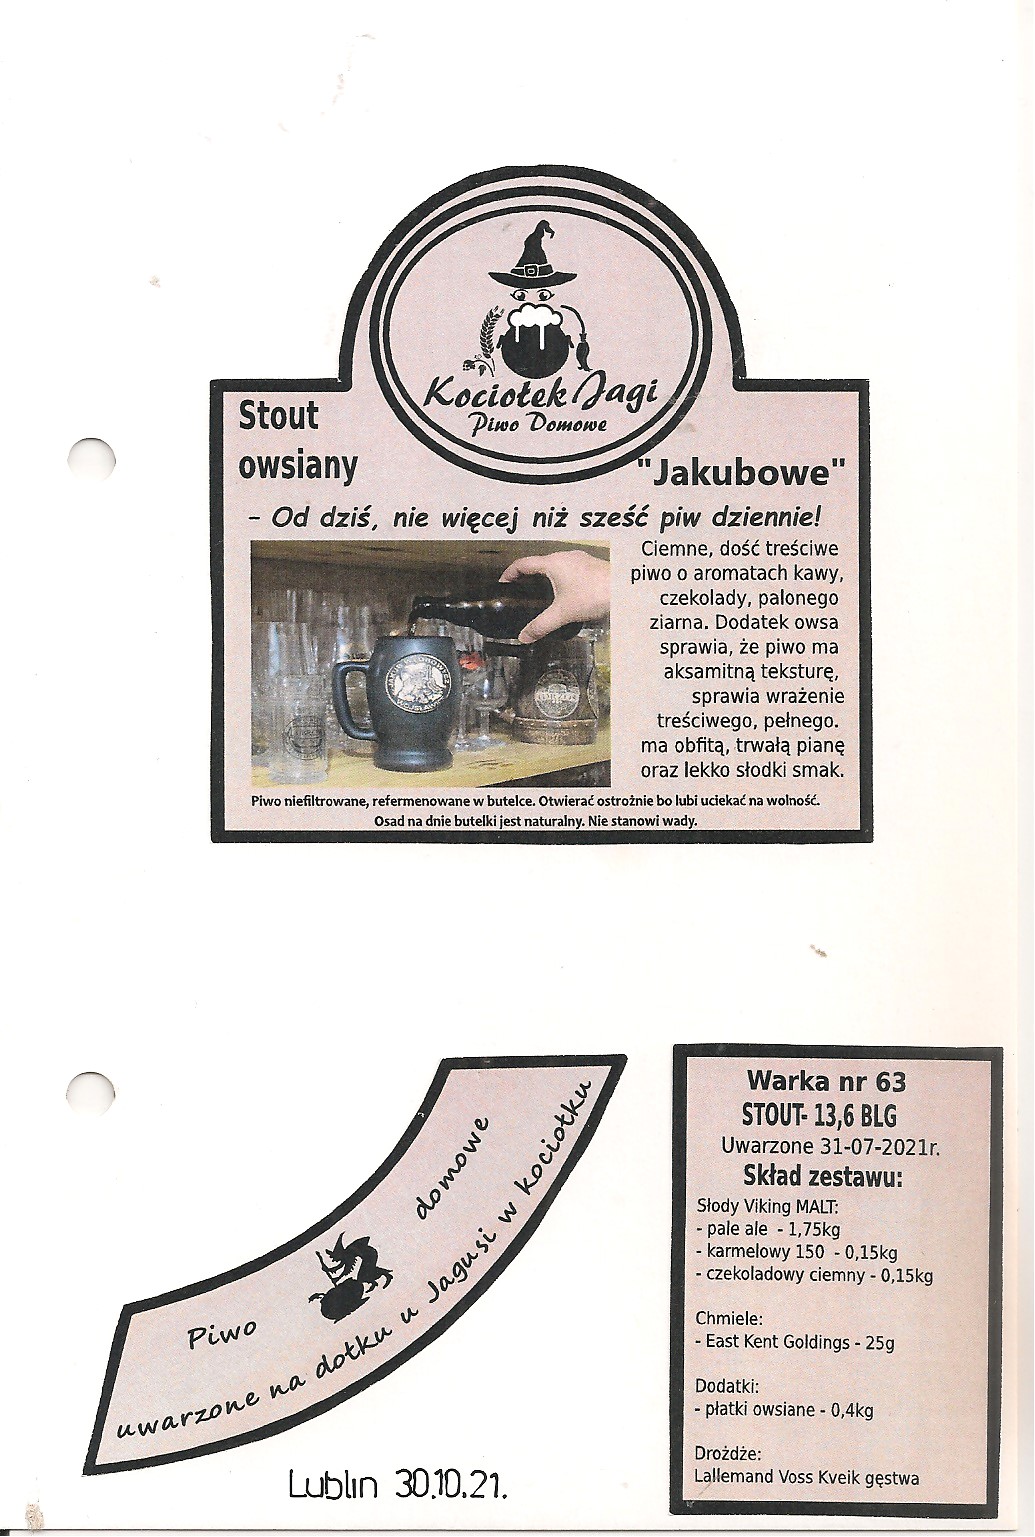 Kociołek Jagi
Piwo Domowe
Stout
owsiany
"Jakubowe"
- Od dziś, nie więcej niż sześć piw dziennie!
Ciemne, dość treściwe
piwo o aromatach kawy,
czekolady, palonego
ziarna. Dodatek owsa
sprawia, że piwo ma
aksamitną teksturę,
sprawia wrażenie
treściwego, pełnego.
ma obfitą, trwałą pianę
oraz lekko słodki smak.
Piwo niefiltrowane, refermenowane w butelce. Otwierać ostrożnie bo lubi uciekać na wolność.
Osad na dnie butelki jest naturalny. Nie stanowi wady.
Piwo domowe
uwarzone na dołku u Jagusi w kociołku
Lublin 30.10.21.
Warka nr 63
STOUT- 13,6 BLG
Uwarzone 31-07-2021r.
Skład zestawu:
Słody Viking MALT:
- pale ale - 1,75kg
- karmelowy 150 - 0,15kg
- czekoladowy ciemny - 0,15kg
Chmiele:
- East Kent Goldings - 25g
Dodatki:
- płatki owsiane - 0,4kg
Drożdże:
Lallemand Voss Kveik gęstwa